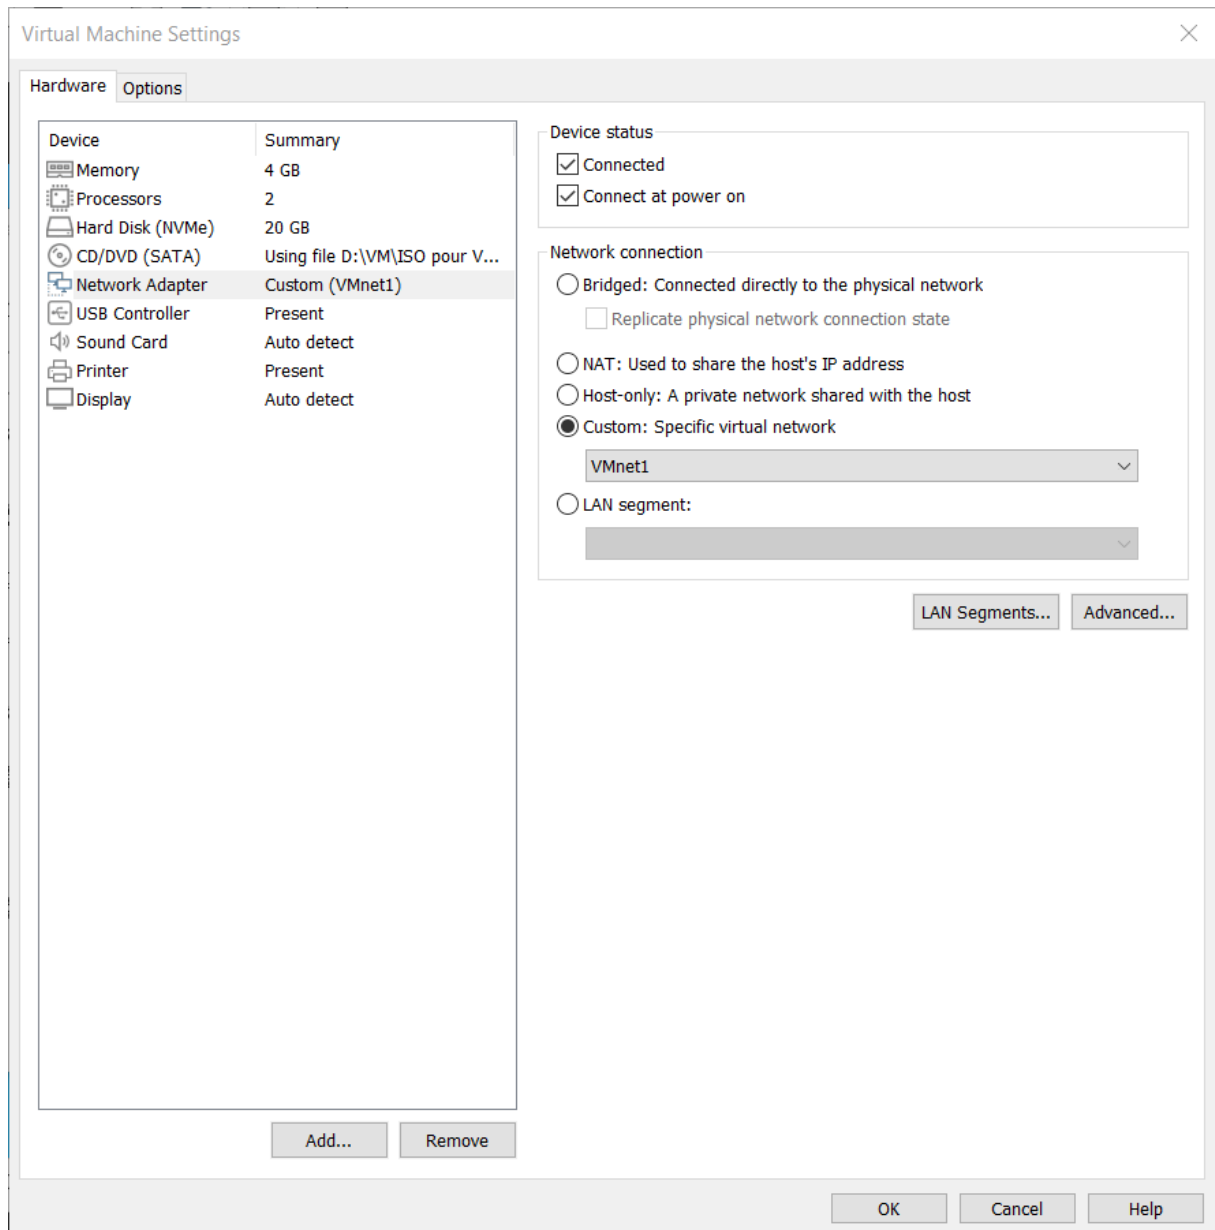 Virtual Machine Settings
Hardware Options
Device Summary
Memory 4 GB
Processors 2
Hard Disk (NVMe) 20 GB
CD/DVD (SATA) Using file D:\VM\ISO pour V...
Network Adapter Custom (VMnet1)
USB Controller Present
Sound Card Auto detect
Printer Present
Display Auto detect
Add... Remove
Device status
Connected
Connect at power on
Network connection
Bridged: Connected directly to the physical network
Replicate physical network connection state
NAT: Used to share the host's IP address
Host-only: A private network shared with the host
Custom: Specific virtual network
VMnet1
LAN segment:
LAN Segments... Advanced...
OK Cancel Help